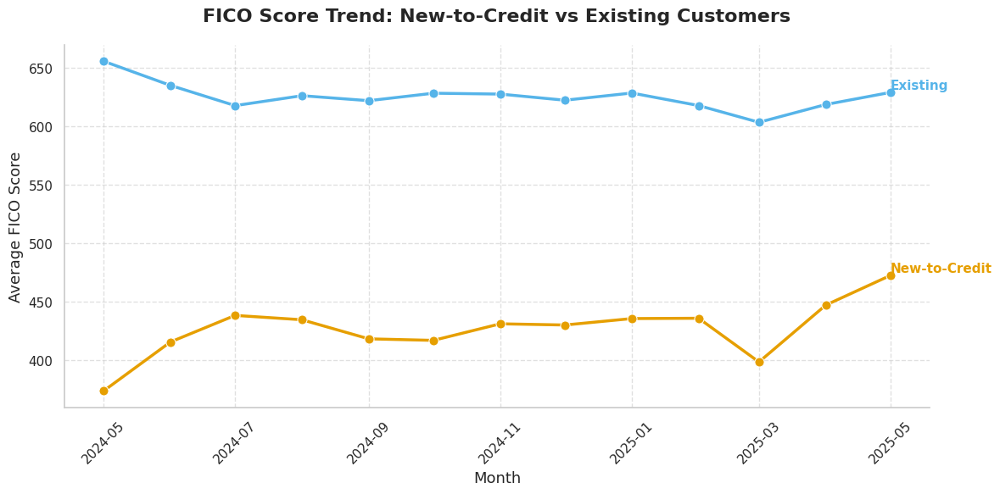 FICO Score Trend: New-to-Credit vs Existing Customers
Average FICO Score
650
600
550
500
450
400
Existing
New-to-Credit
2024-05
2024-07
2024-09
2024-11
2025-01
2025-03
2025-05
Month